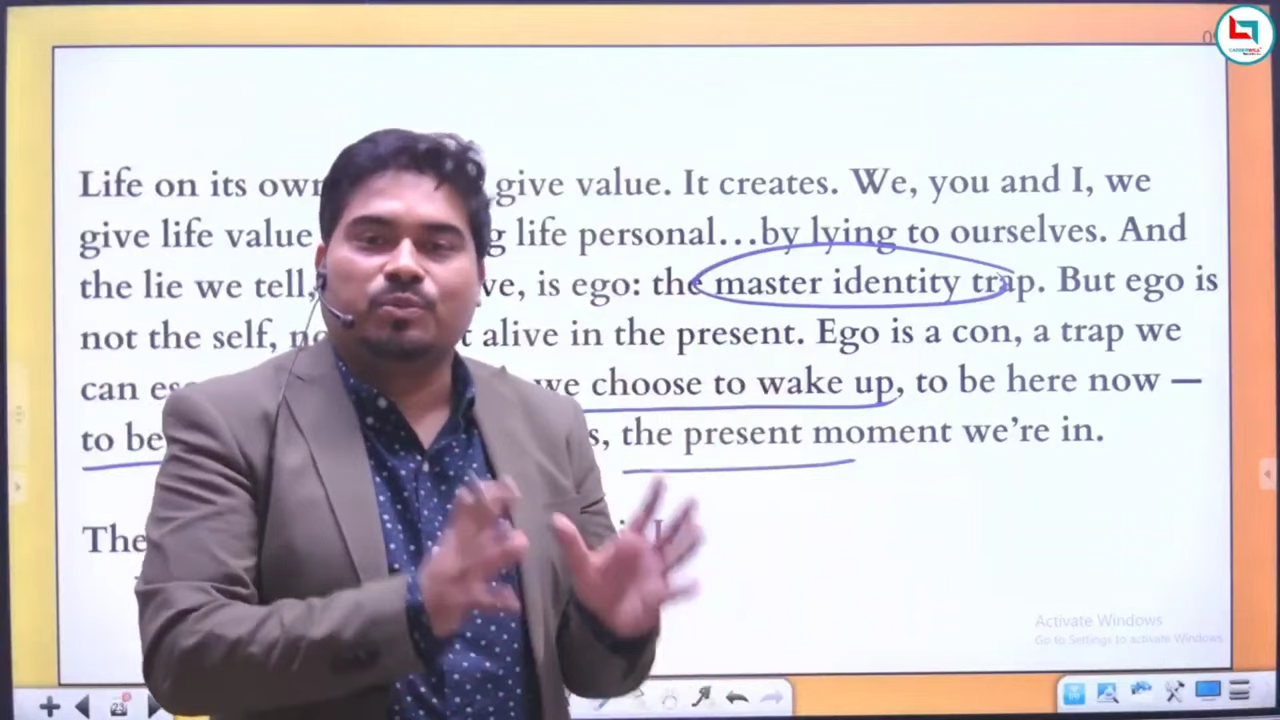 Life on its own give value. It creates. We, you and I, we
give life value life personal…by lying to ourselves. And
the lie we tell, is ego: the master identity trap. But ego is
not the self, alive in the present. Ego is a con, a trap we
can we choose to wake up, to be here now —
to be the present moment we're in.
The
Activate Windows
Go to Settings to activate Windows
23